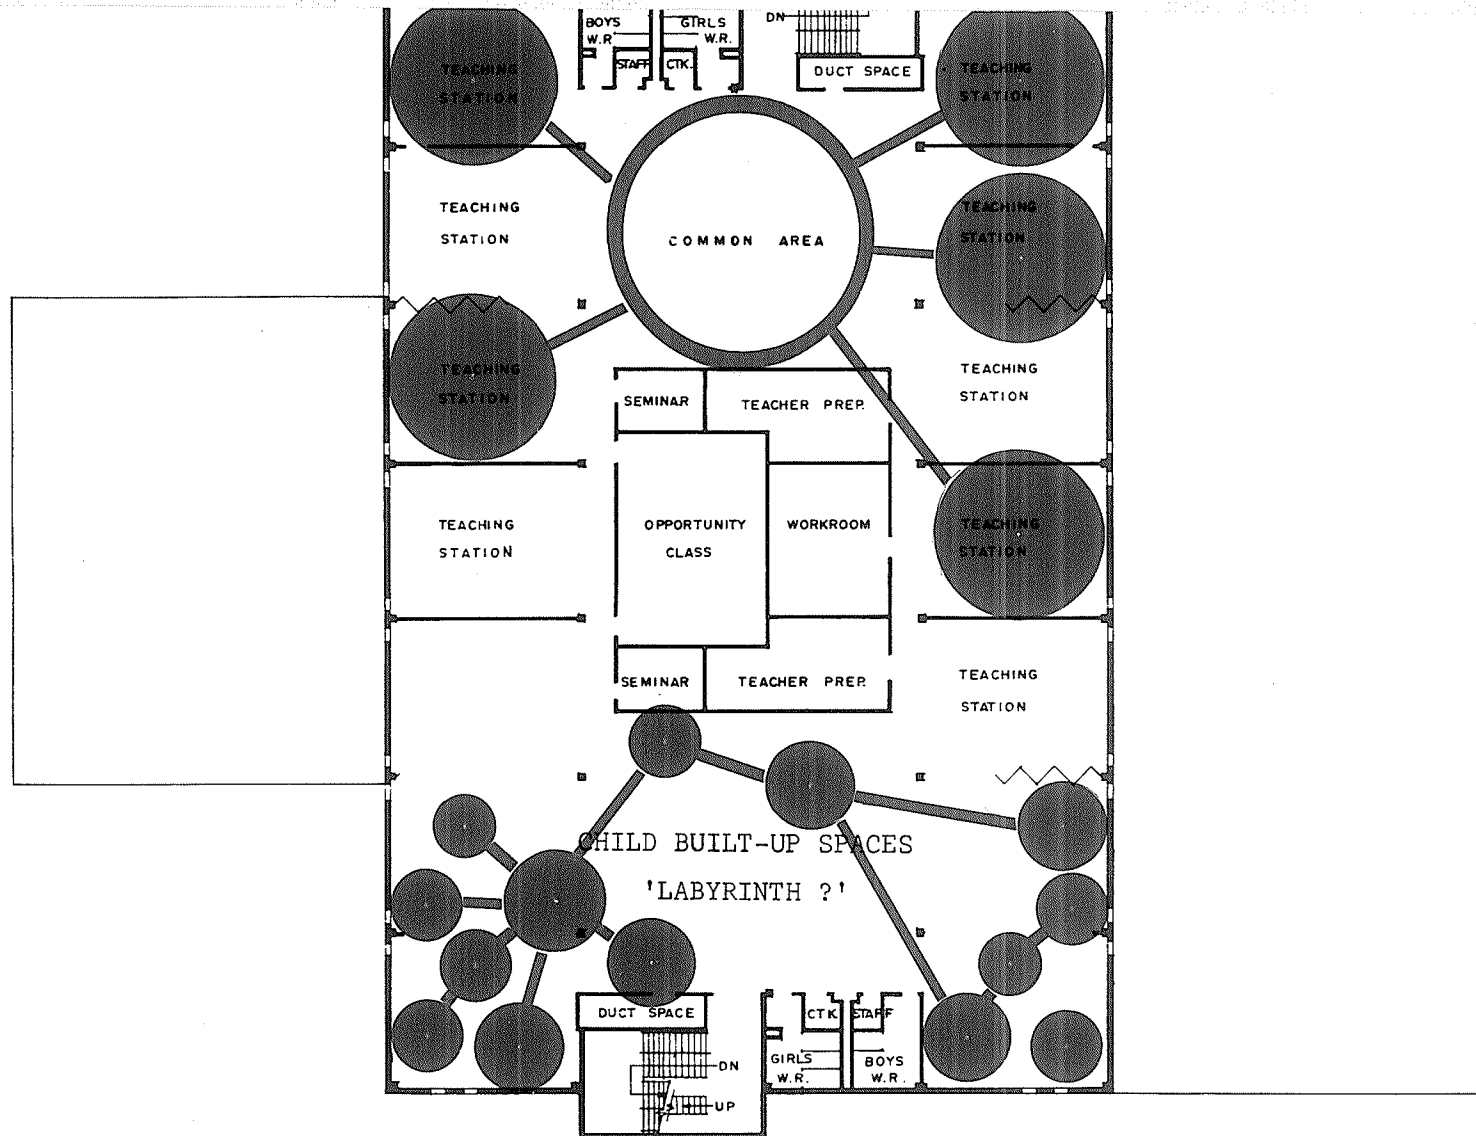 BOYS
W.R
GIRLS
W.R.
DN
STAFF
CTK.
DUCT SPACE
TEACHING
STATION
TEACHING
STATION
TEACHING
STATION
TEACHING
STATION
COMMON AREA
TEACHING
STATION
TEACHING
STATION
SEMINAR
TEACHER PREP.
TEACHING
STATION
OPPORTUNITY
CLASS
WORKROOM
TEACHING
STATION
SEMINAR
TEACHER PREP.
TEACHING
STATION
CHILD BUILT-UP SPACES
'LABYRINTH ?'
DUCT SPACE
CTK
STAFF
GIRLS
W.R.
BOYS
W.R.
DN
UP
TEACHING
STATION